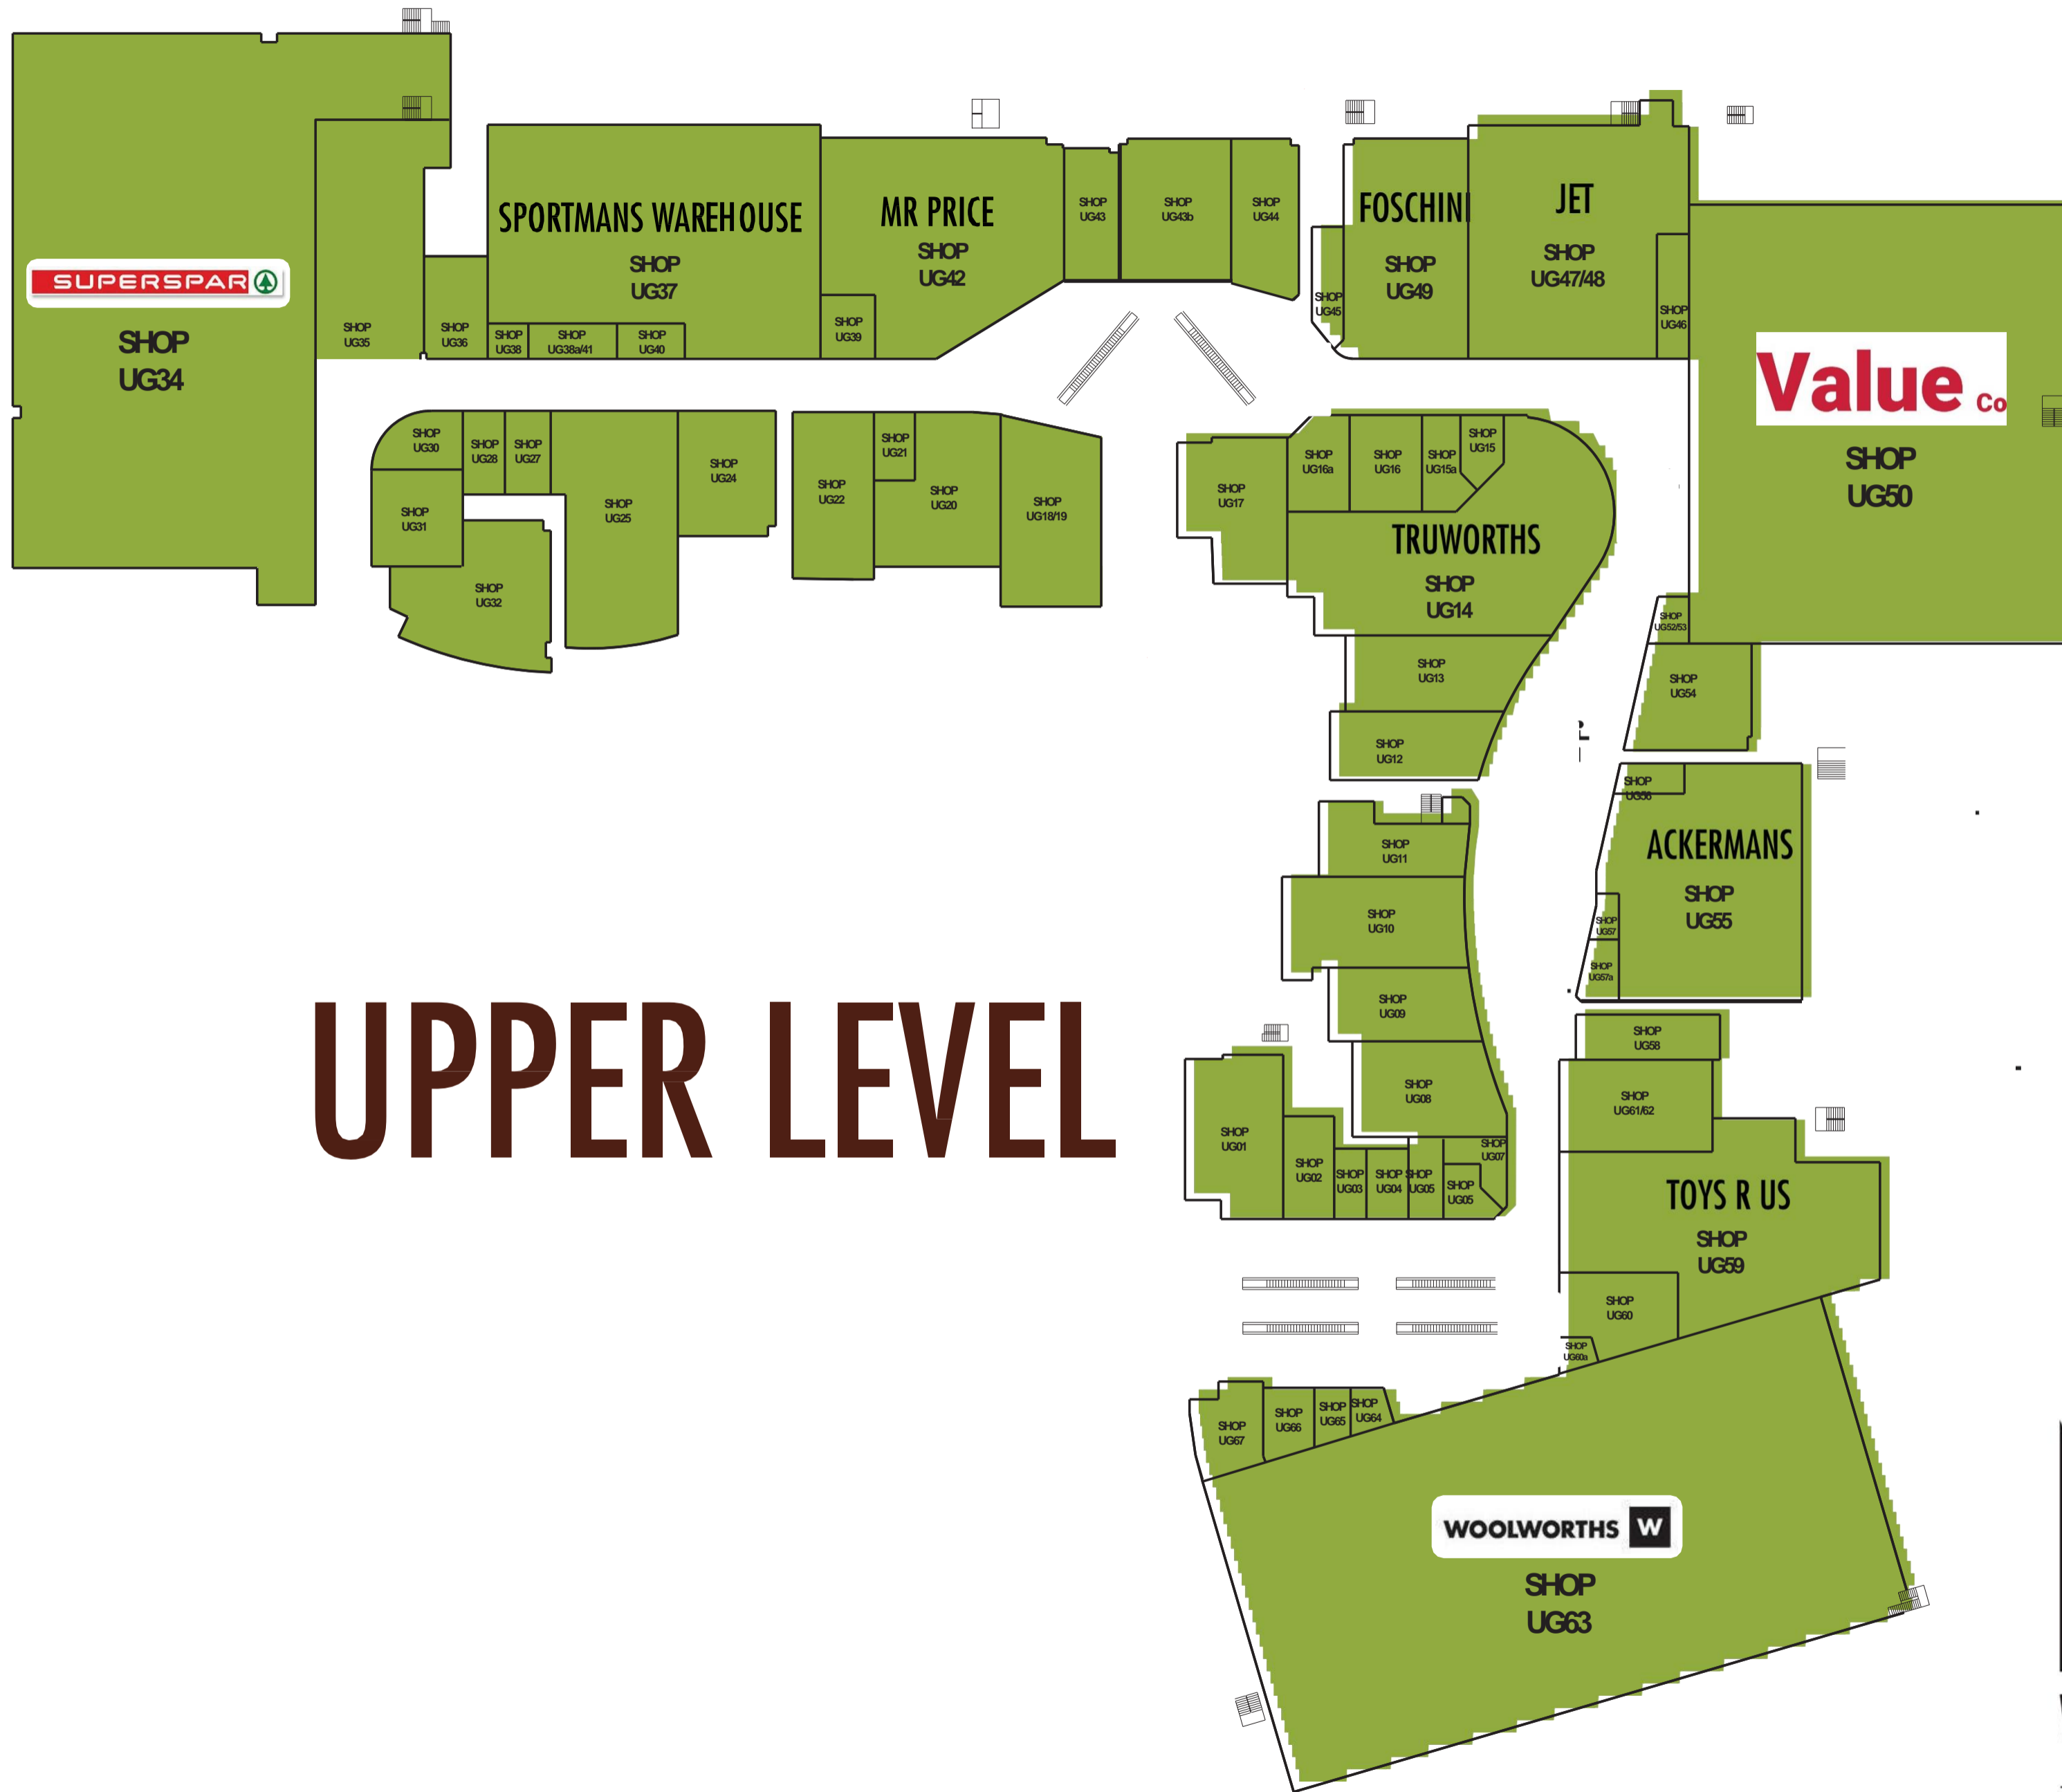 SUPERSPAR
SHOP
UG34
SHOP
UG35
SHOP
UG36
SPORTMANS WAREHOUSE
SHOP
UG37
SHOP
UG38
SHOP
UG38a/41
SHOP
UG40
MR PRICE
SHOP
UG42
SHOP
UG39
SHOP
UG43
SHOP
UG43b
SHOP
UG44
SHOP
UG45
FOSCHINI
SHOP
UG49
JET
SHOP
UG47/48
SHOP
UG46
Value Co
SHOP
UG50
SHOP
UG30
SHOP
UG28
SHOP
UG27
SHOP
UG31
SHOP
UG32
SHOP
UG25
SHOP
UG24
SHOP
UG22
SHOP
UG21
SHOP
UG20
SHOP
UG18/19
SHOP
UG17
SHOP
UG16a
SHOP
UG16
SHOP
UG15a
SHOP
UG15
TRUWORTHS
SHOP
UG14
SHOP
UG13
SHOP
UG12
SHOP
UG52/53
SHOP
UG54
SHOP
UG56
ACKERMANS
SHOP
UG55
SHOP
UG57
SHOP
UG57a
SHOP
UG11
SHOP
UG10
SHOP
UG09
SHOP
UG08
UPPER LEVEL
SHOP
UG01
SHOP
UG02
SHOP
UG03
SHOP
UG04
SHOP
UG05
SHOP
UG05
SHOP
UG07
SHOP
UG58
SHOP
UG61/62
TOYS R US
SHOP
UG59
SHOP
UG60
SHOP
UG60a
SHOP
UG67
SHOP
UG66
SHOP
UG65
SHOP
UG64
WOOLWORTHS W
SHOP
UG63